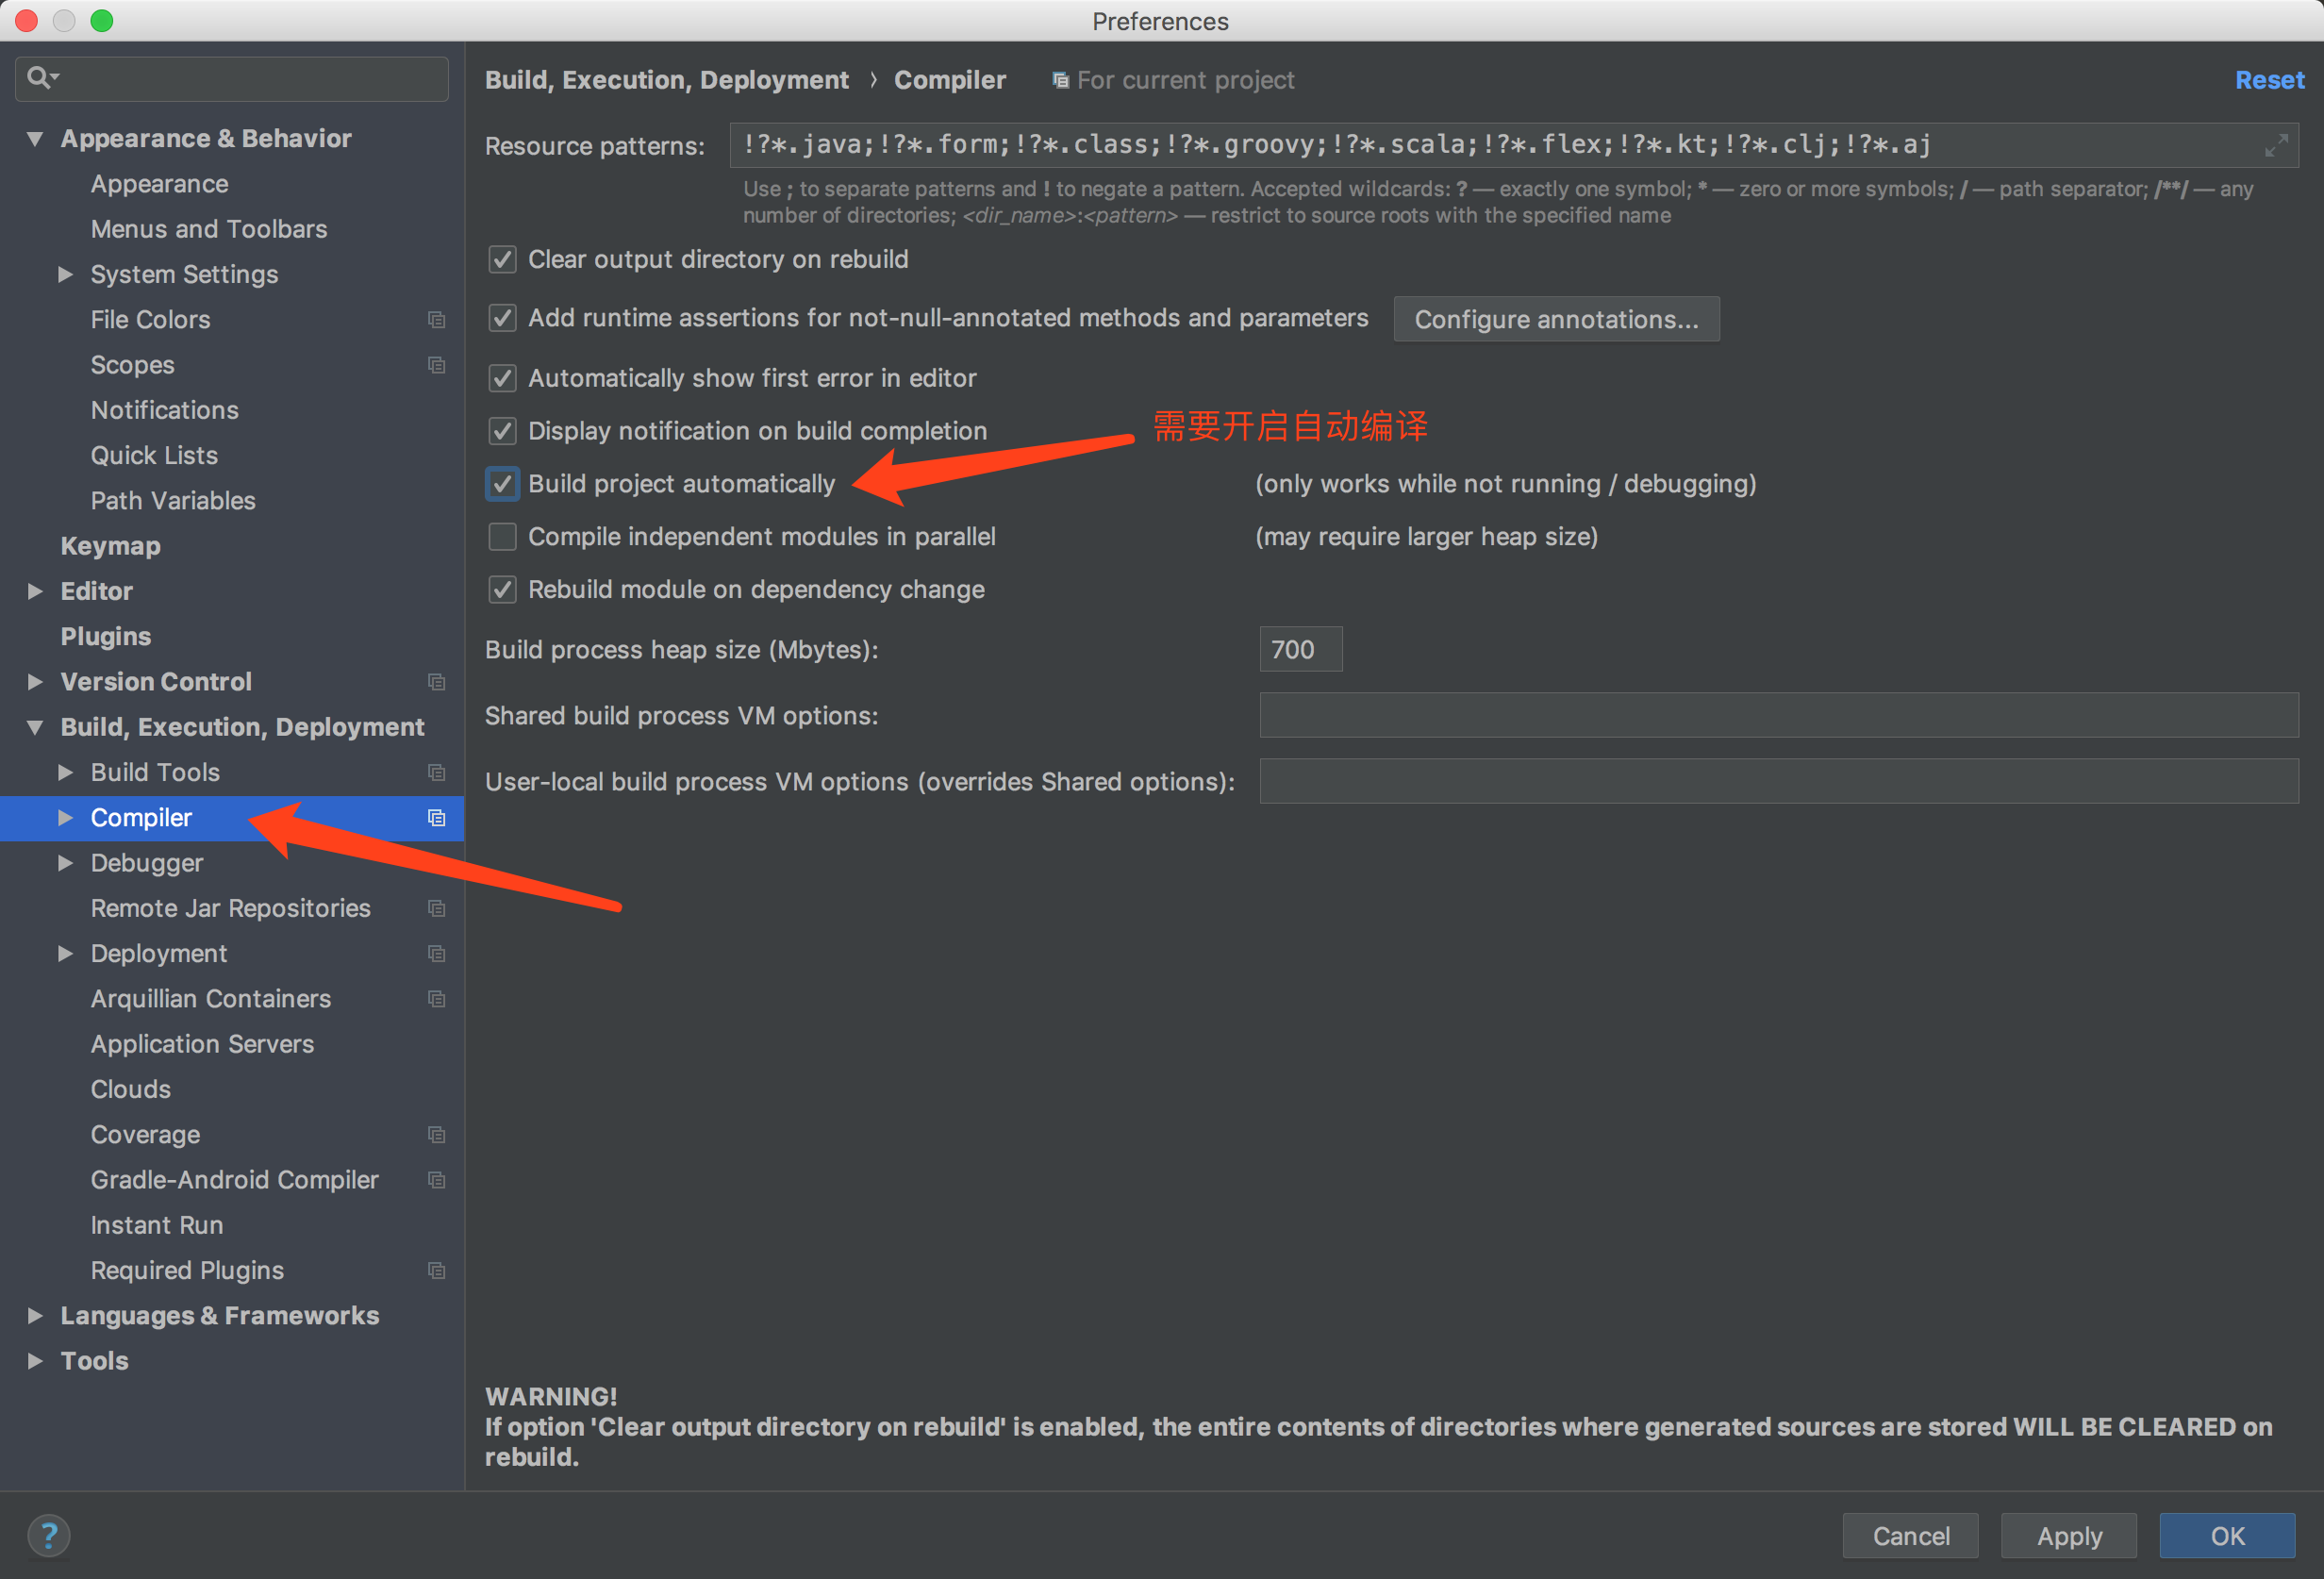 Preferences
Appearance & Behavior
Appearance
Menus and Toolbars
System Settings
File Colors
Scopes
Notifications
Quick Lists
Path Variables
Keymap
Editor
Plugins
Version Control
Build, Execution, Deployment
Build Tools
Compiler
Debugger
Remote Jar Repositories
Deployment
Arquillian Containers
Application Servers
Clouds
Coverage
Gradle-Android Compiler
Instant Run
Required Plugins
Languages & Frameworks
Tools
Build, Execution, Deployment › Compiler For current project Reset
Resource patterns: !?*.java;!?*.form;!?*.class;!?*.groovy;!?*.scala;!?*.flex;!?*.kt;!?*.clj;!?*.aj
Use ; to separate patterns and ! to negate a pattern. Accepted wildcards: ? — exactly one symbol; * — zero or more symbols; / — path separator; /**/ — any
number of directories; <dir_name>:<pattern> — restrict to source roots with the specified name
Clear output directory on rebuild
Add runtime assertions for not-null-annotated methods and parameters Configure annotations...
Automatically show first error in editor
Display notification on build completion
需要开启自动编译
Build project automatically (only works while not running / debugging)
Compile independent modules in parallel (may require larger heap size)
Rebuild module on dependency change
Build process heap size (Mbytes): 700
Shared build process VM options:
User-local build process VM options (overrides Shared options):
WARNING!
If option 'Clear output directory on rebuild' is enabled, the entire contents of directories where generated sources are stored WILL BE CLEARED on
rebuild.
? Cancel Apply OK